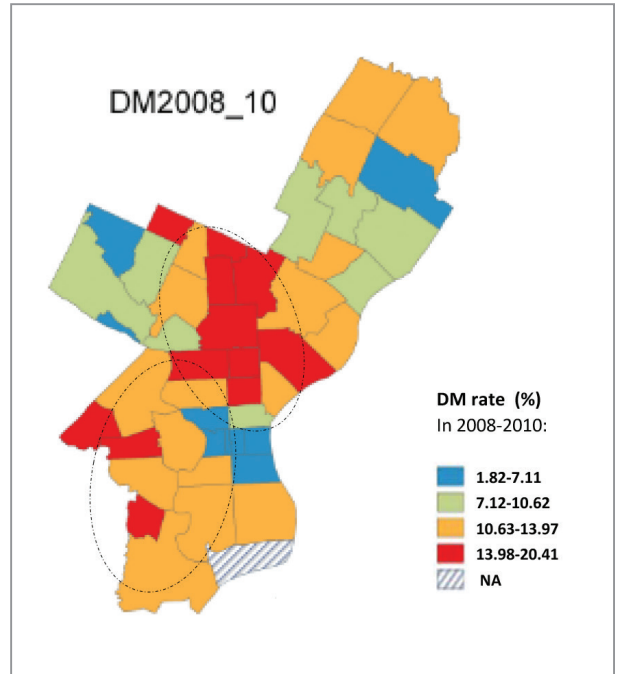 DM2008_10
DM rate (%)
In 2008-2010:
1.82-7.11
7.12-10.62
10.63-13.97
13.98-20.41
NA